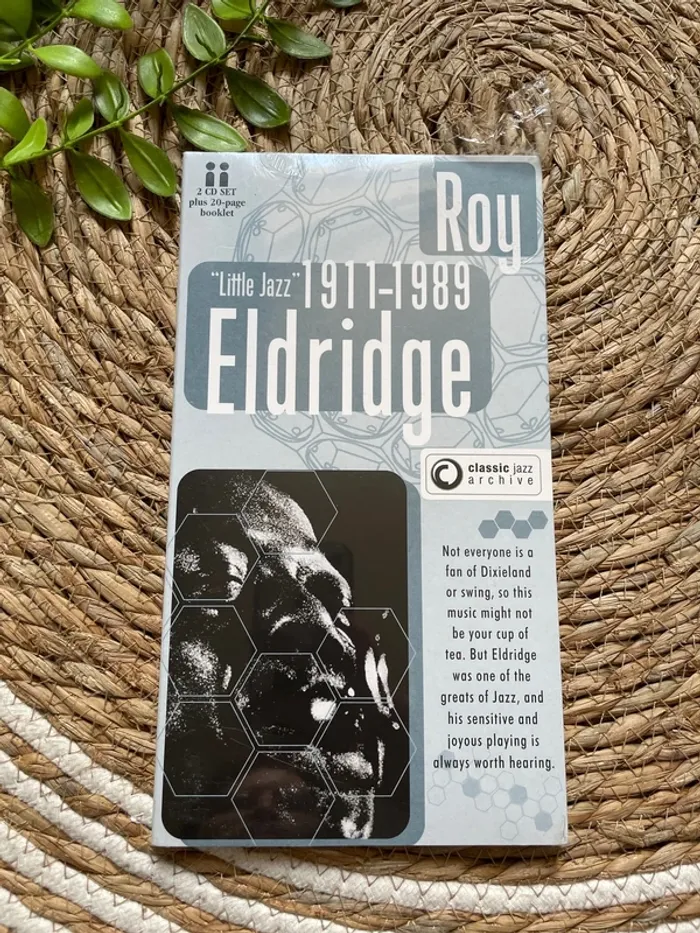 2 CD SET
plus 20-page
booklet
Roy
“Little Jazz” 1911–1989
Eldridge
classic jazz
archive
Not everyone is a
fan of Dixieland
or swing, so this
music might not
be your cup of
tea. But Eldridge
was one of the
greats of Jazz, and
his sensitive and
joyous playing is
always worth hearing.